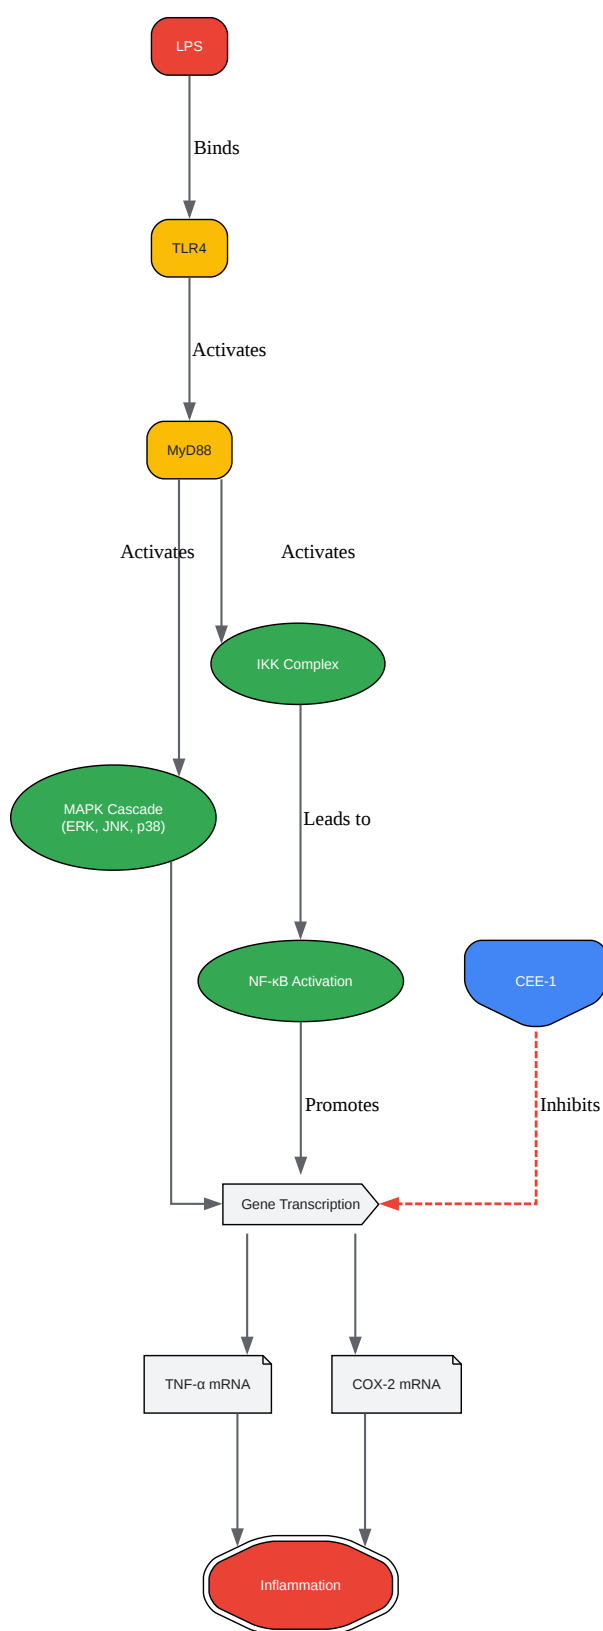 LPS
Binds
TLR4
Activates
MyD88
Activates
Activates
IKK Complex
MAPK Cascade
(ERK, JNK, p38)
Leads to
NF-κB Activation
CEE-1
Promotes
Inhibits
Gene Transcription
TNF-α mRNA
COX-2 mRNA
Inflammation